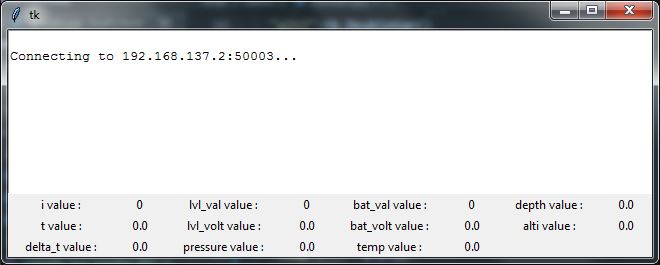 tk
Connecting to 192.168.137.2:50003...
i value : 0 lvl_val value : 0 bat_val value : 0 depth value : 0.0
t value : 0.0 lvl_volt value : 0.0 bat_volt value : 0.0 alti value : 0.0
delta_t value : 0.0 pressure value : 0.0 temp value : 0.0